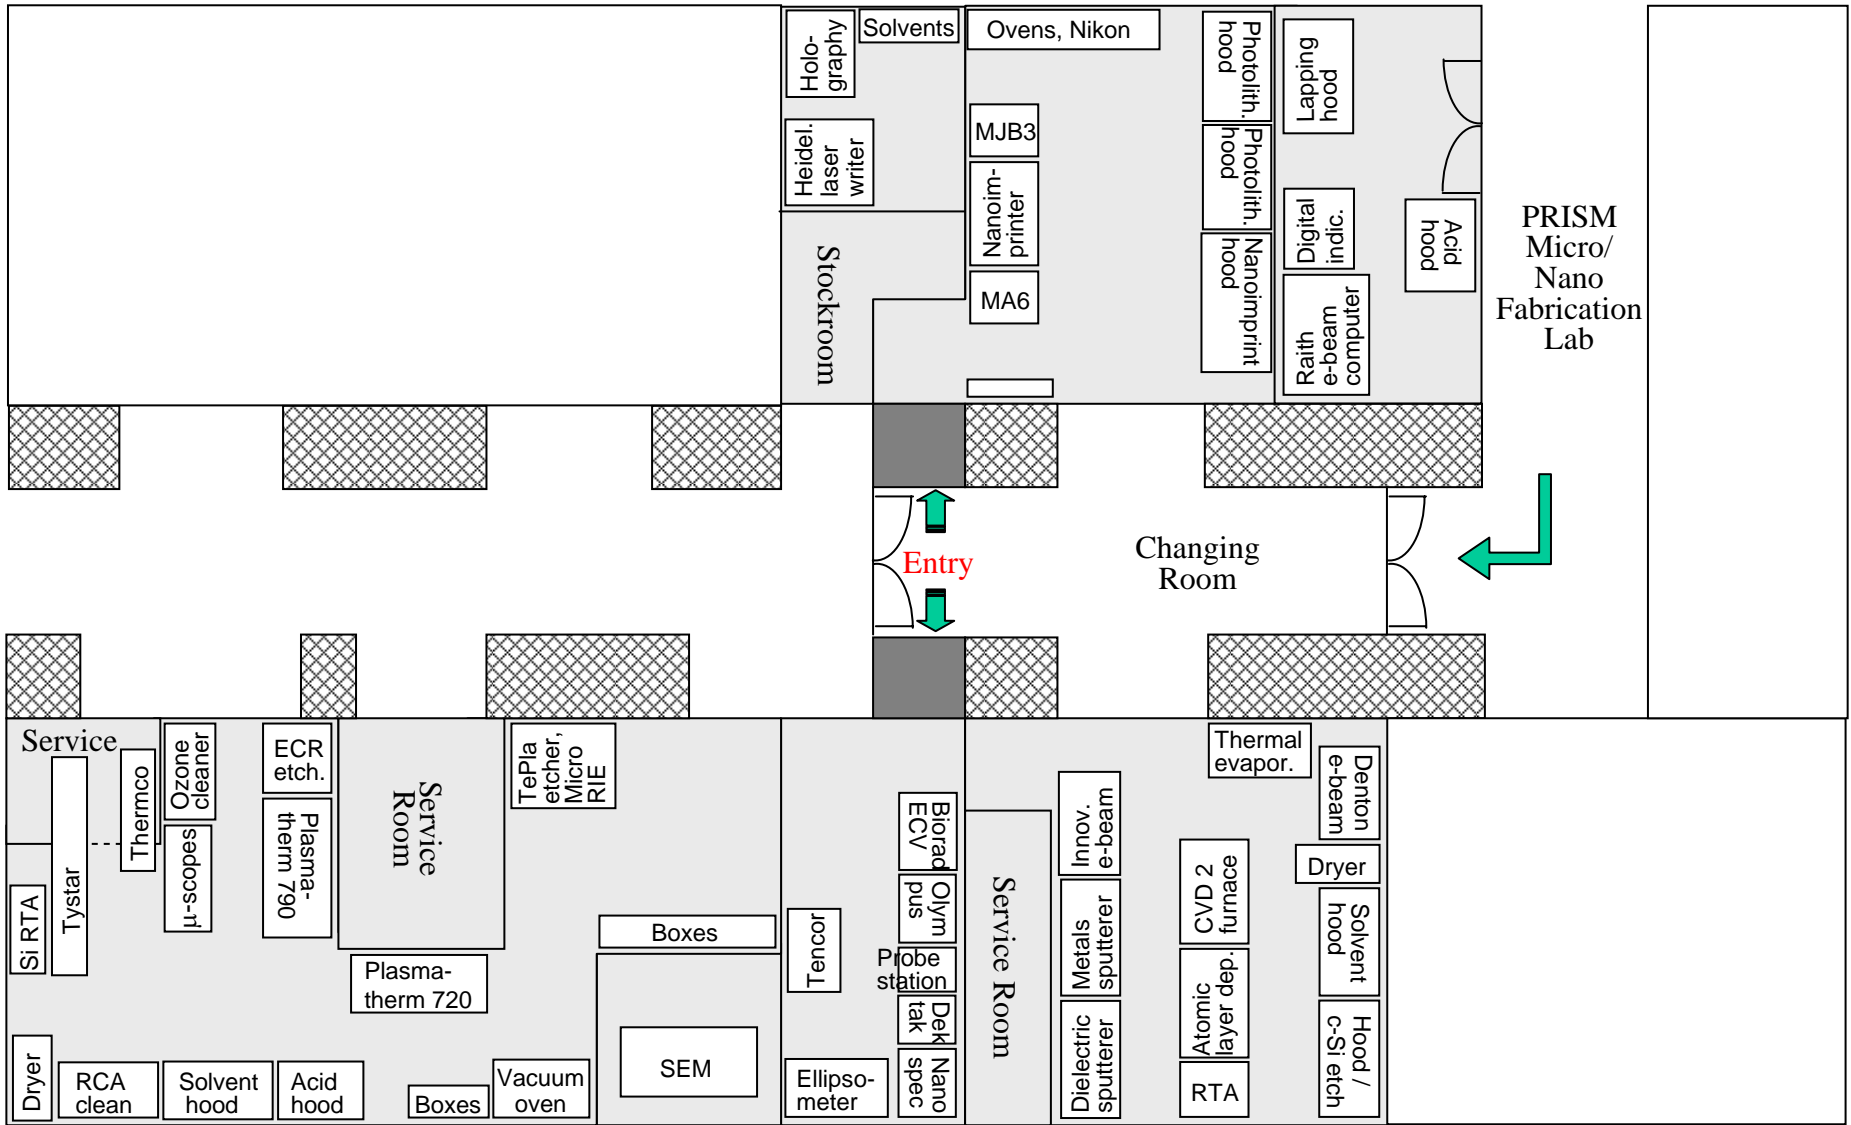 Holo-
graphy
Solvents
Ovens, Nikon
Photolith.
hood
Lapping
hood
MJB3
Heidel.
laser
writer
Photolith.
hood
Nanoim-
printer
Digital
indic.
Acid
hood
PRISM
Micro/
Nano
Fabrication
Lab
Stockroom
MA6
Nanoimprint
hood
Raith
e-beam
computer
Entry
Changing
Room
Service
Thermco
Tystar
Si RTA
Ozone
cleaner
μ-scopes
ECR
etch.
Plasma-
therm 790
Service
Room
TePla
etcher,
Micro
RIE
Plasma-
therm 720
Boxes
SEM
Dryer
RCA
clean
Solvent
hood
Acid
hood
Boxes
Vacuum
oven
Tencor
Ellipso-
meter
Biorad
ECV
Olym
pus
Probe
station
Dek
tak
Nano
spec
Service Room
Innov.
e-beam
Metals
sputterer
Dielectric
sputterer
Thermal
evapor.
CVD 2
furnace
Atomic
layer dep.
RTA
Denton
e-beam
Dryer
Solvent
hood
Hood /
c-Si etch